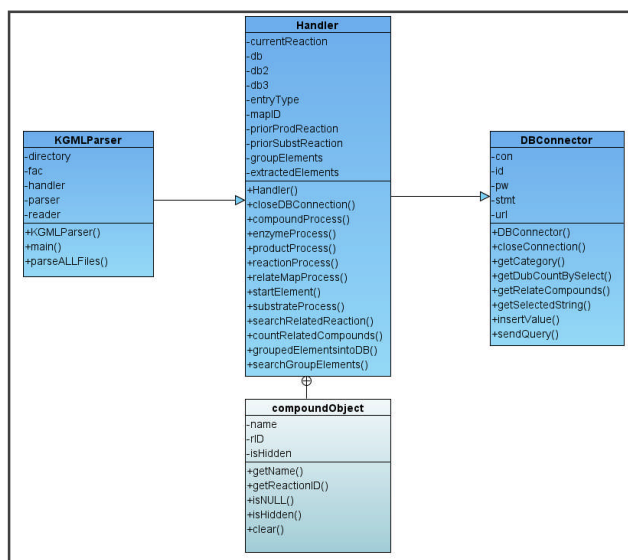 Handler
-currentReaction
-db
-db2
-db3
-entryType
-mapID
-priorProdReaction
-priorSubstReaction
-groupElements
-extractedElements
+Handler()
+closeDBConnection()
+compoundProcess()
+enzymeProcess()
+productProcess()
+reactionProcess()
+relateMapProcess()
+startElement()
+substrateProcess()
+searchRelatedReaction()
+countRelatedCompounds()
+groupedElementsintoDB()
+searchGroupElements()
KGMLParser
-directory
-fac
-handler
-parser
-reader
+KGMLParser()
+main()
+parseALLFiles()
DBConnector
-con
-id
-pw
-stmt
-url
+DBConnector()
+closeConnection()
+getCategory()
+getDubCountBySelect()
+getRelateCompounds()
+getSelectedString()
+insertValue()
+sendQuery()
compoundObject
-name
-rID
-isHidden
+getName()
+getReactionID()
+isNULL()
+isHidden()
+clear()